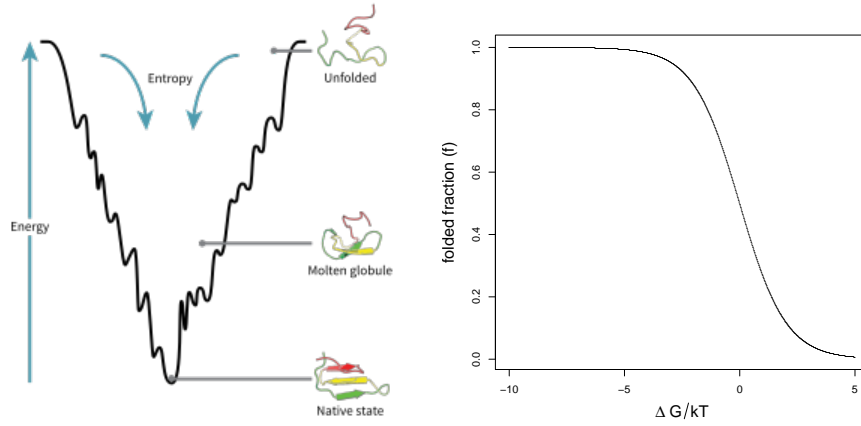 Entropy
Unfolded
Energy
Molten globule
Native state
folded fraction (f)
1.0
0.8
0.6
0.4
0.2
0.0
−10
−5
0
5
Δ G/kT